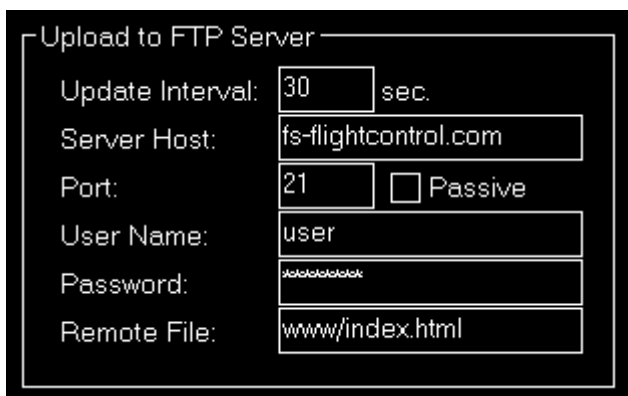 Upload to FTP Server
Update Interval: 30 sec.
Server Host: fs-flightcontrol.com
Port: 21 Passive
User Name: user
Password: *********
Remote File: www/index.html